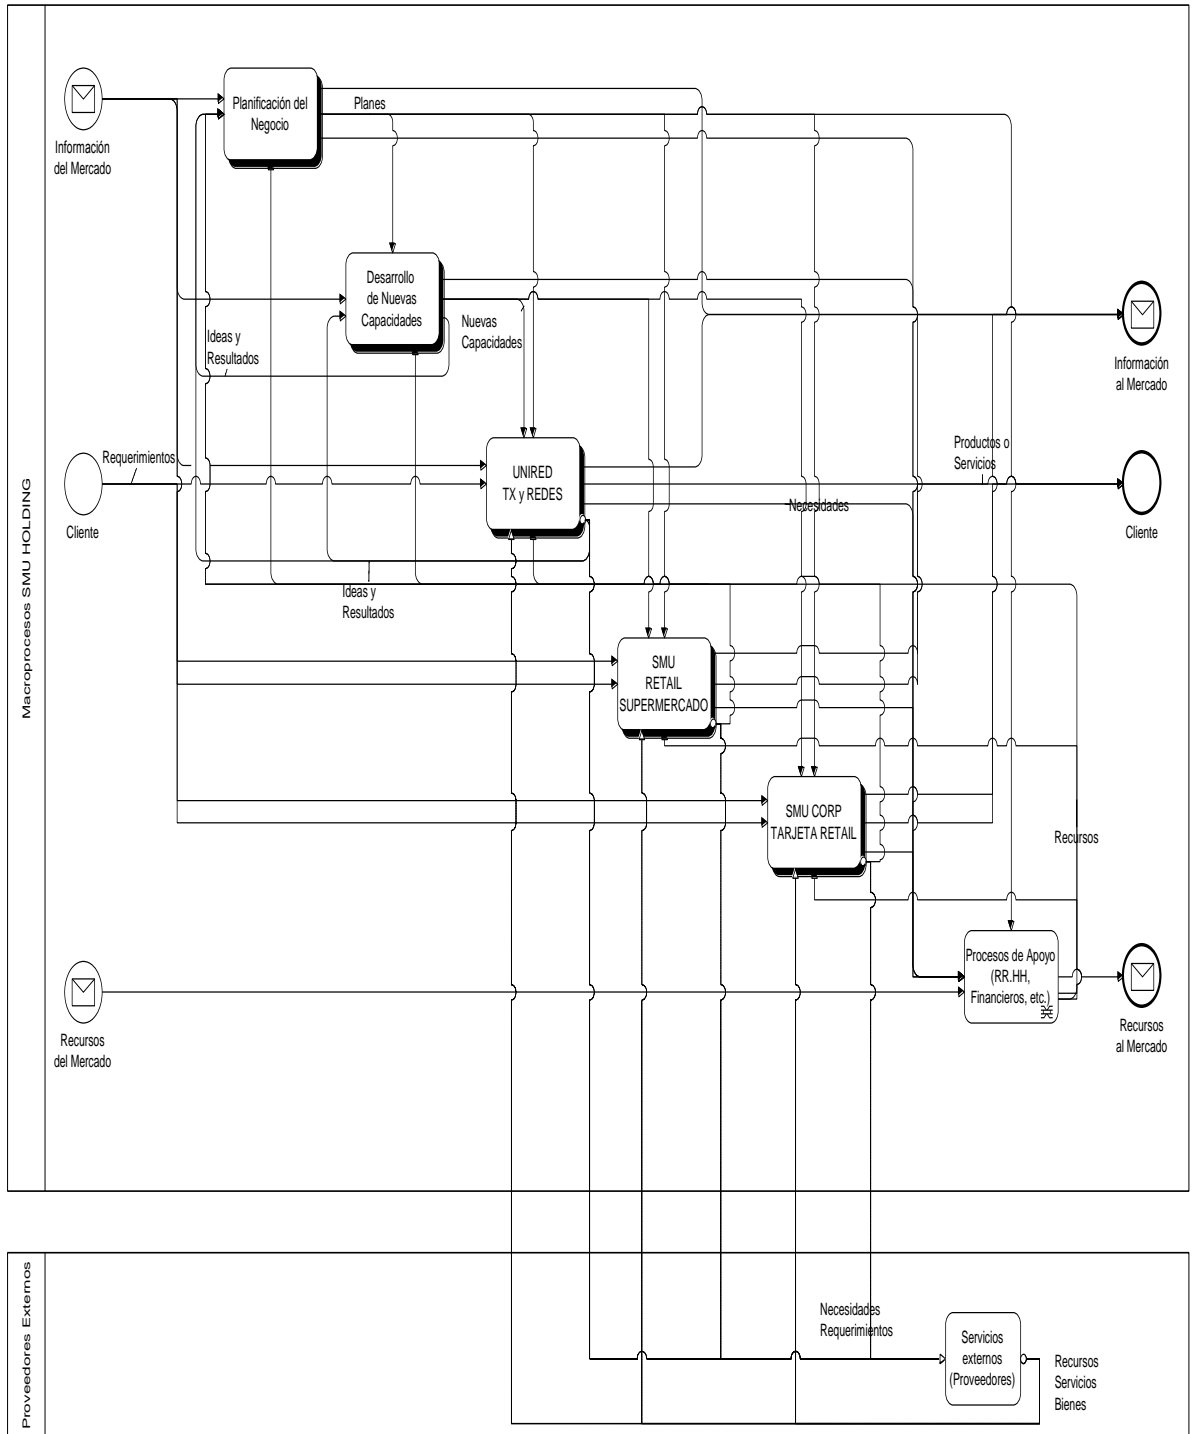 Macroprocesos SMU HOLDING
Planificación del
Negocio
Planes
Información
del Mercado
Desarrollo
de Nuevas
Capacidades
Nuevas
Capacidades
Ideas y
Resultados
Información
al Mercado
Requerimientos
Cliente
UNIRED
TX y REDES
Productos o
Servicios
Necesidades
Cliente
Ideas y
Resultados
SMU
RETAIL
SUPERMERCADO
SMU CORP
TARJETA RETAIL
Recursos
Procesos de Apoyo
(RR.HH,
Financieros, etc.)
Recursos
del Mercado
Recursos
al Mercado
Proveedores Externos
Necesidades
Requerimientos
Servicios
externos
(Proveedores)
Recursos
Servicios
Bienes